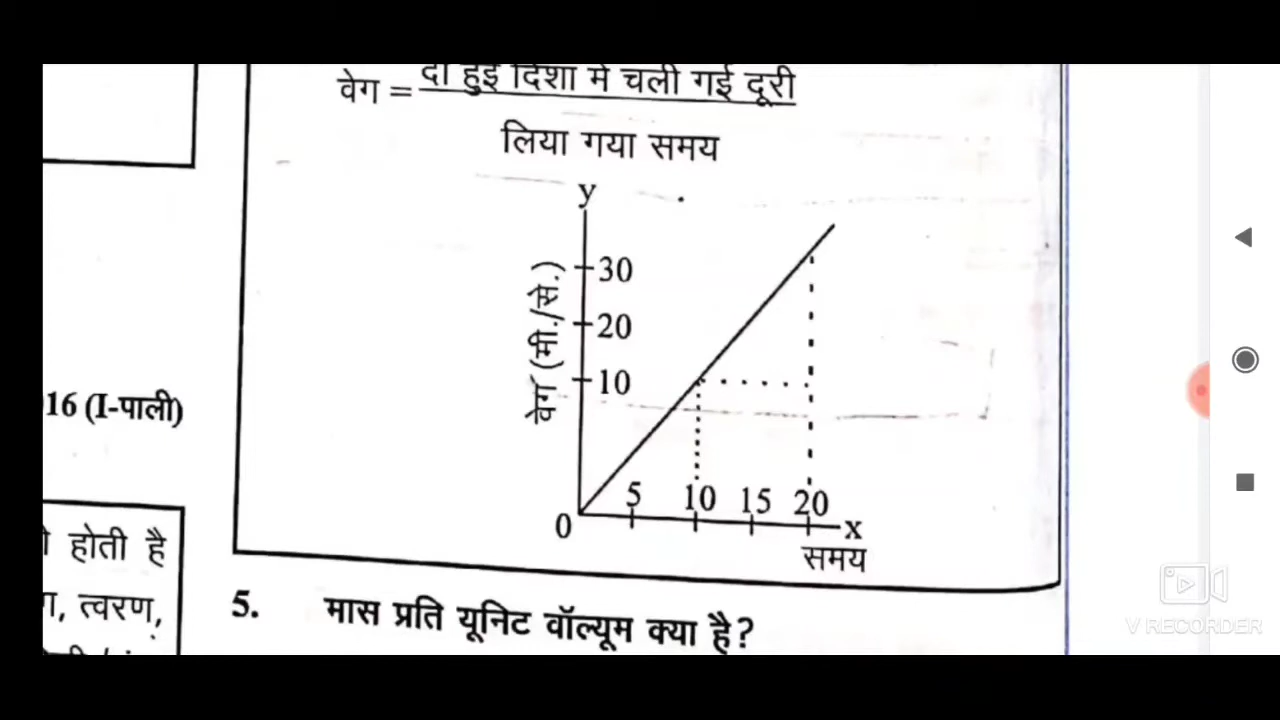 वेग = दी हुई दिशा में चली गई दूरी
लिया गया समय
y
वेग (मी./से.)
30
20
10
0
5 10 15 20
x
समय
16 (I-पाली)
होती है
त्वरण,
5. मास प्रति यूनिट वॉल्यूम क्या है?
V RECORDER